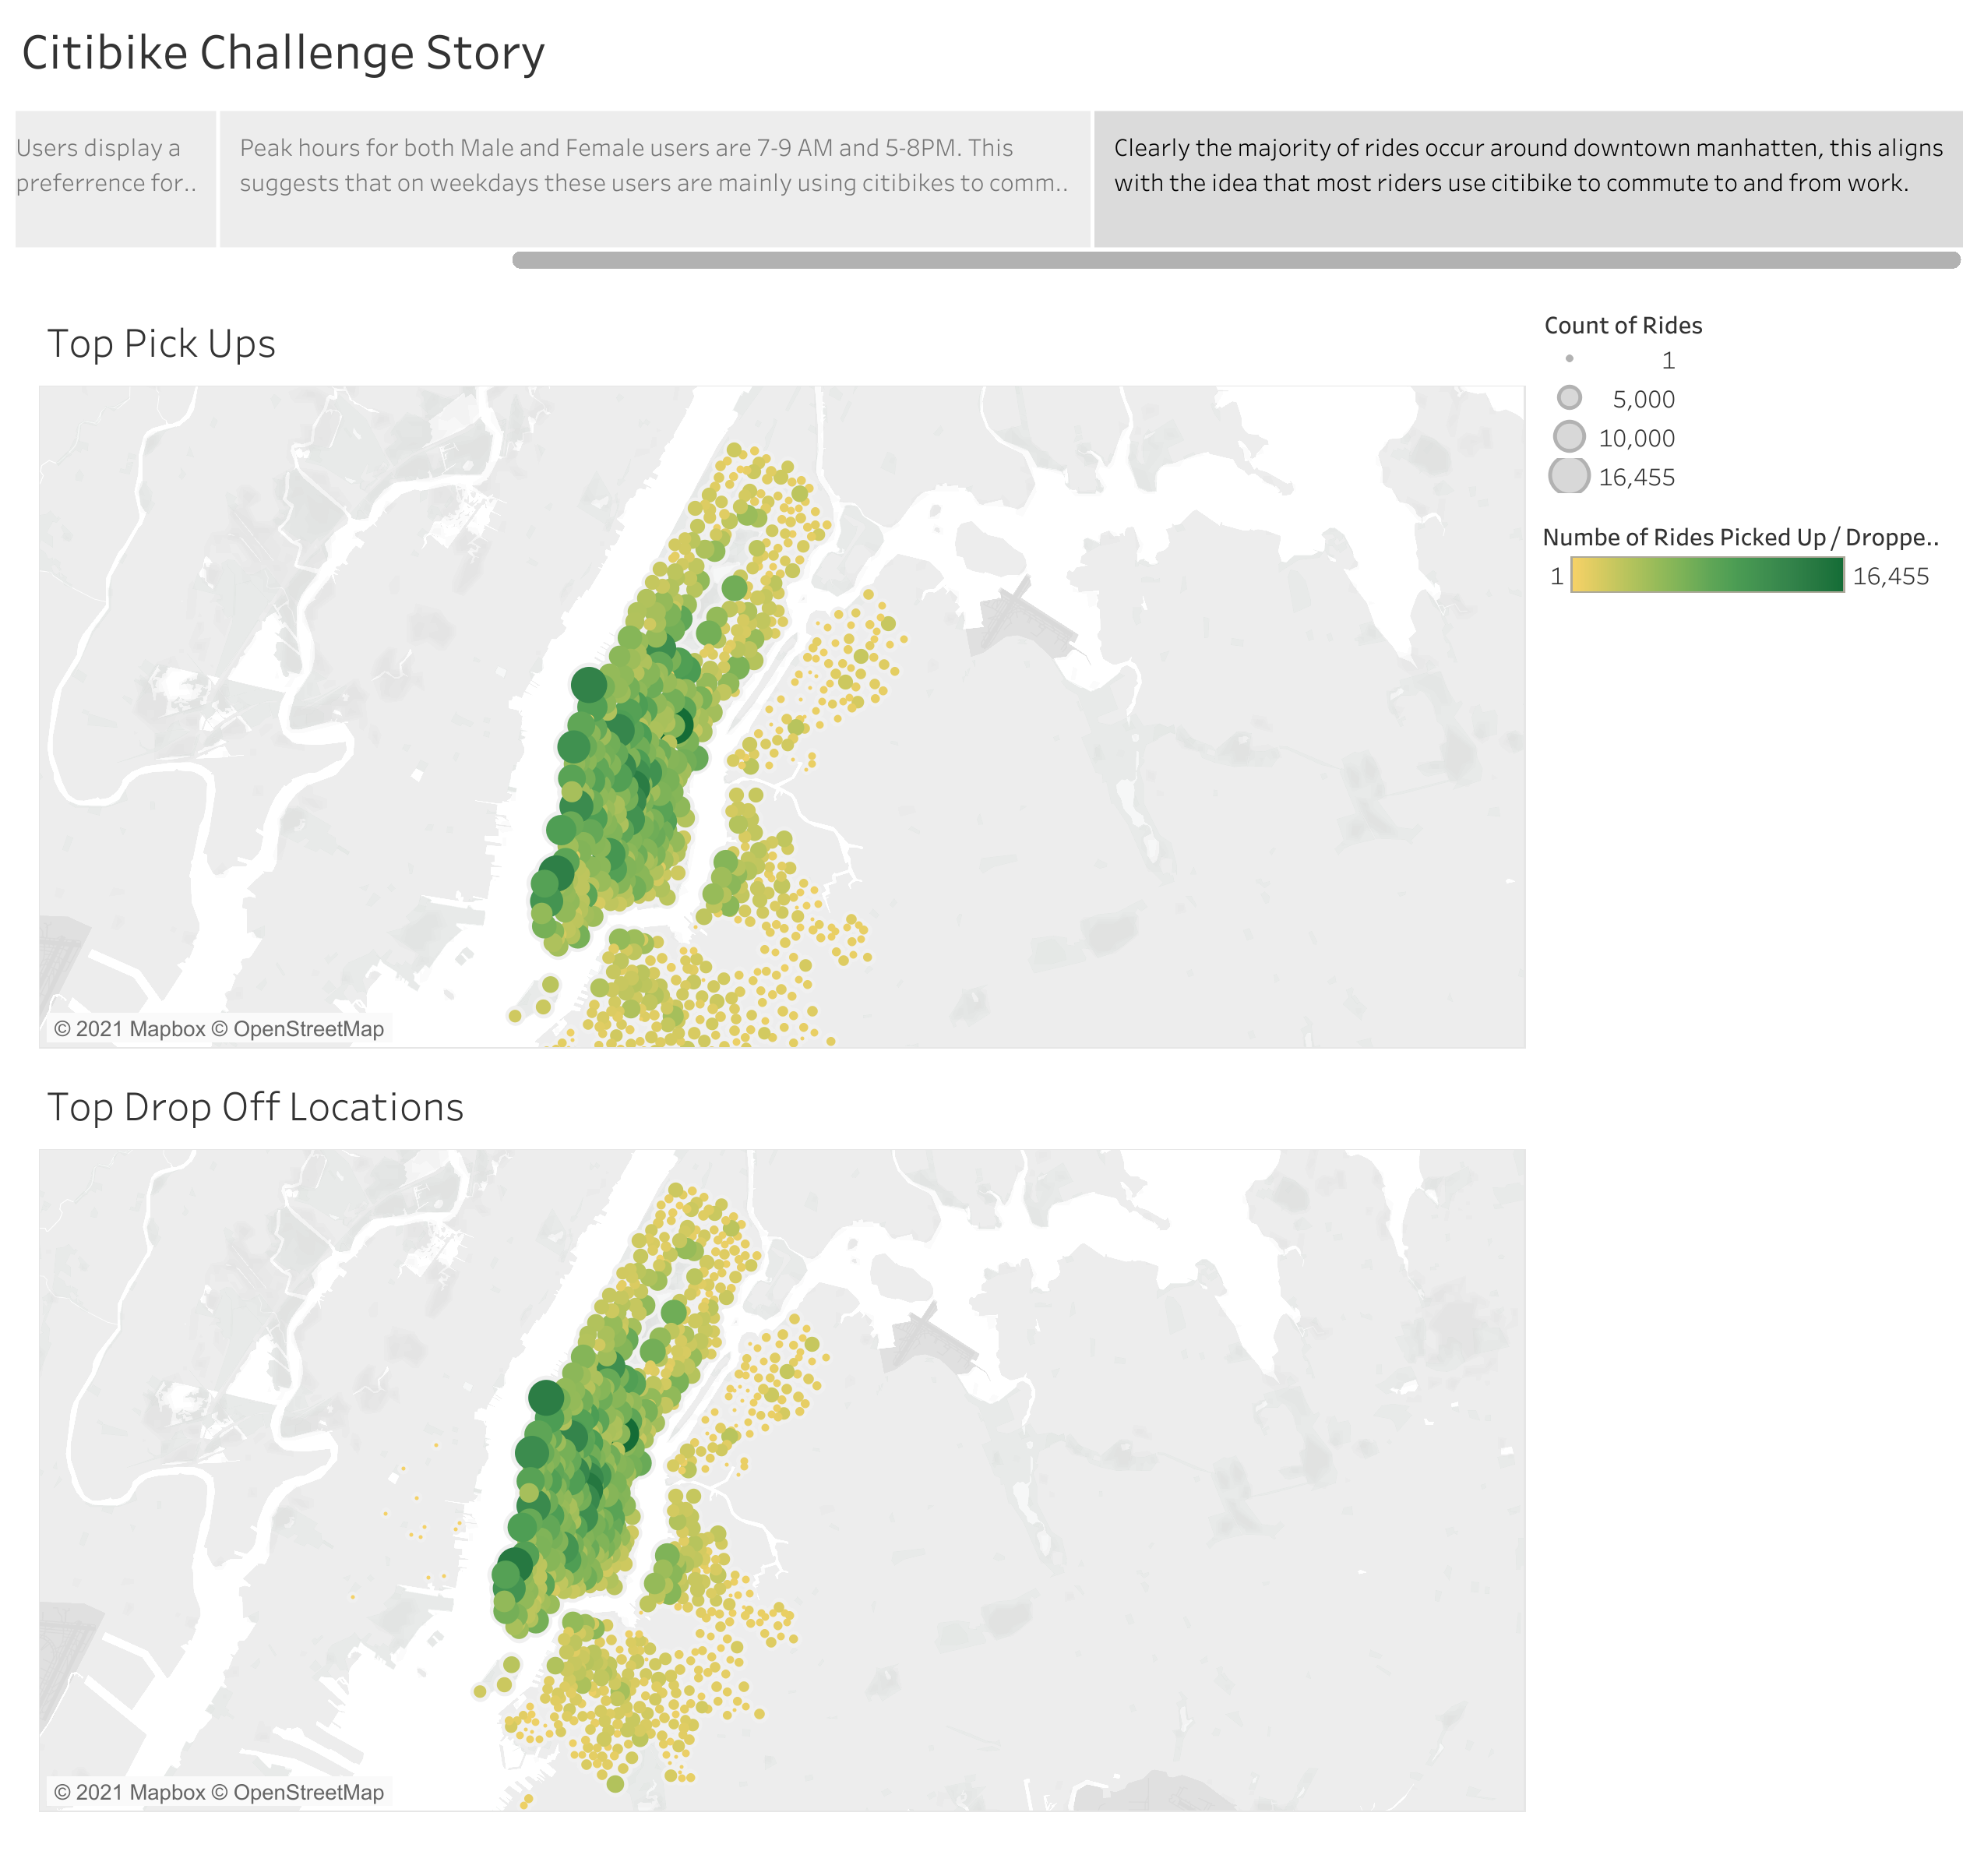 Citibike Challenge Story
Users display a
preferrence for..
Peak hours for both Male and Female users are 7-9 AM and 5-8PM. This
suggests that on weekdays these users are mainly using citibikes to comm..
Clearly the majority of rides occur around downtown manhatten, this aligns
with the idea that most riders use citibike to commute to and from work.
Top Pick Ups
© 2021 Mapbox © OpenStreetMap
Count of Rides
1
5,000
10,000
16,455
Numbe of Rides Picked Up / Droppe..
1 16,455
Top Drop Off Locations
© 2021 Mapbox © OpenStreetMap